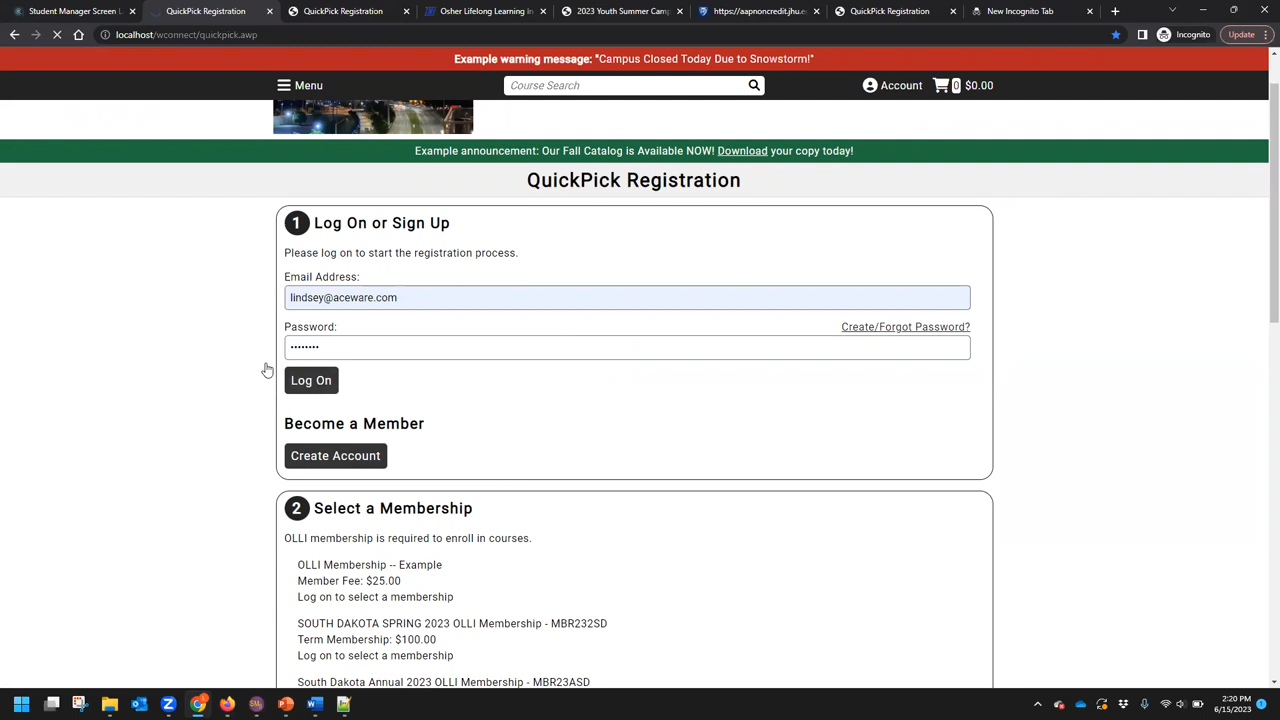 Student Manager Screen L
QuickPick Registration
QuickPick Registration
Osher Lifelong Learning In
2023 Youth Summer Camp
https://aapnoncredit.jhu.e
QuickPick Registration
New Incognito Tab
localhost/wconnect/quickpick.awp
Incognito
Update
Example warning message: "Campus Closed Today Due to Snowstorm!"
Menu
Course Search
Account
0
$0.00
Example announcement: Our Fall Catalog is Available NOW! Download your copy today!
QuickPick Registration
1 Log On or Sign Up
Please log on to start the registration process.
Email Address:
lindsey@aceware.com
Password:
Create/Forgot Password?
••••••••
Log On
Become a Member
Create Account
2 Select a Membership
OLLI membership is required to enroll in courses.
OLLI Membership -- Example
Member Fee: $25.00
Log on to select a membership
SOUTH DAKOTA SPRING 2023 OLLI Membership - MBR232SD
Term Membership: $100.00
Log on to select a membership
South Dakota Annual 2023 OLLI Membership - MBR23ASD
2:20 PM
6/15/2023